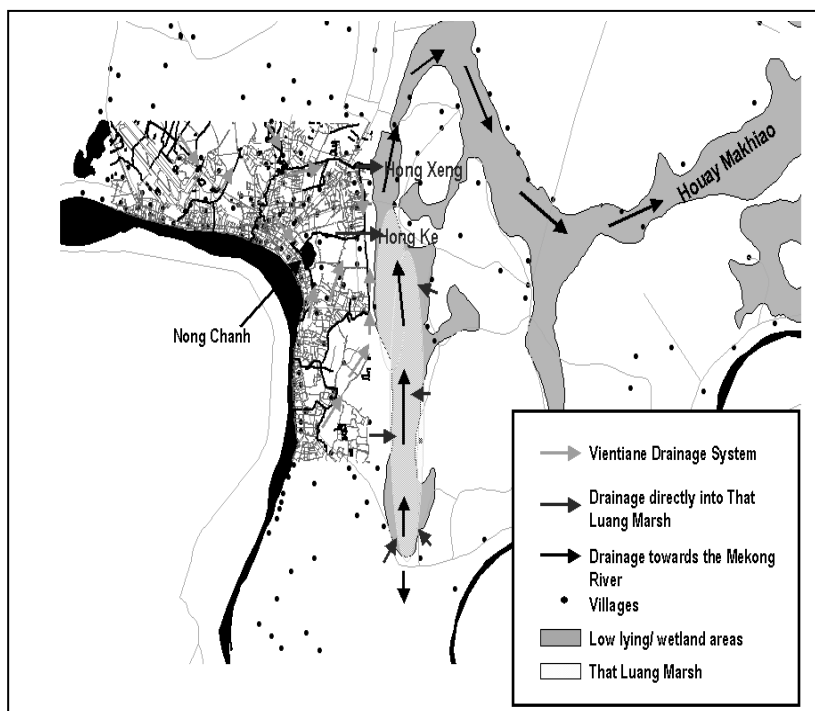 Hong Xeng
Houay Makhiao
Hong Ke
Nong Chanh
Vientiane Drainage System
Drainage directly into That
Luang Marsh
Drainage towards the Mekong
River
Villages
Low lying/ wetland areas
That Luang Marsh